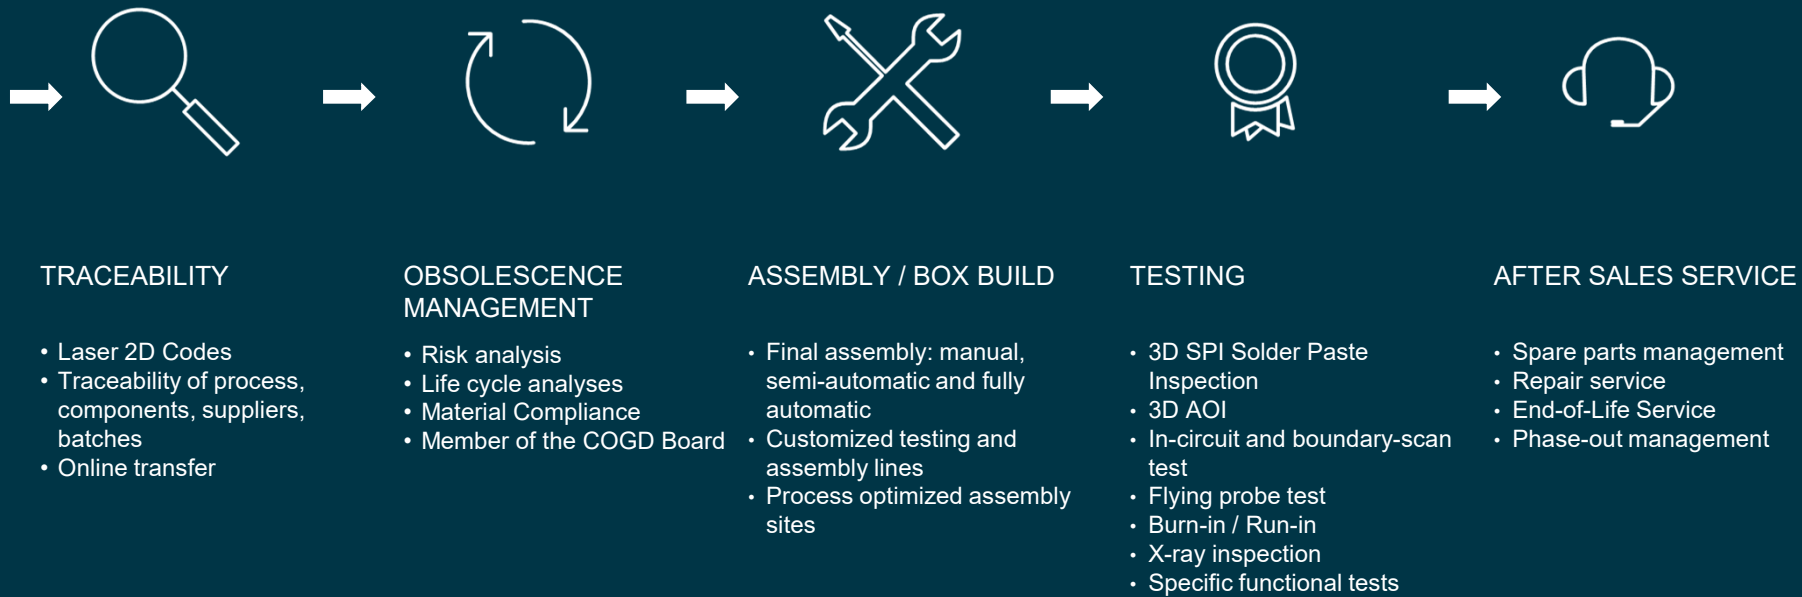 TRACEABILITY
• Laser 2D Codes
• Traceability of process,
components, suppliers,
batches
• Online transfer
OBSOLESCENCE
MANAGEMENT
• Risk analysis
• Life cycle analyses
• Material Compliance
• Member of the COGD Board
ASSEMBLY / BOX BUILD
• Final assembly: manual,
semi-automatic and fully
automatic
• Customized testing and
assembly lines
• Process optimized assembly
sites
TESTING
• 3D SPI Solder Paste
Inspection
• 3D AOI
• In-circuit and boundary-scan
test
• Flying probe test
• Burn-in / Run-in
• X-ray inspection
• Specific functional tests
AFTER SALES SERVICE
• Spare parts management
• Repair service
• End-of-Life Service
• Phase-out management